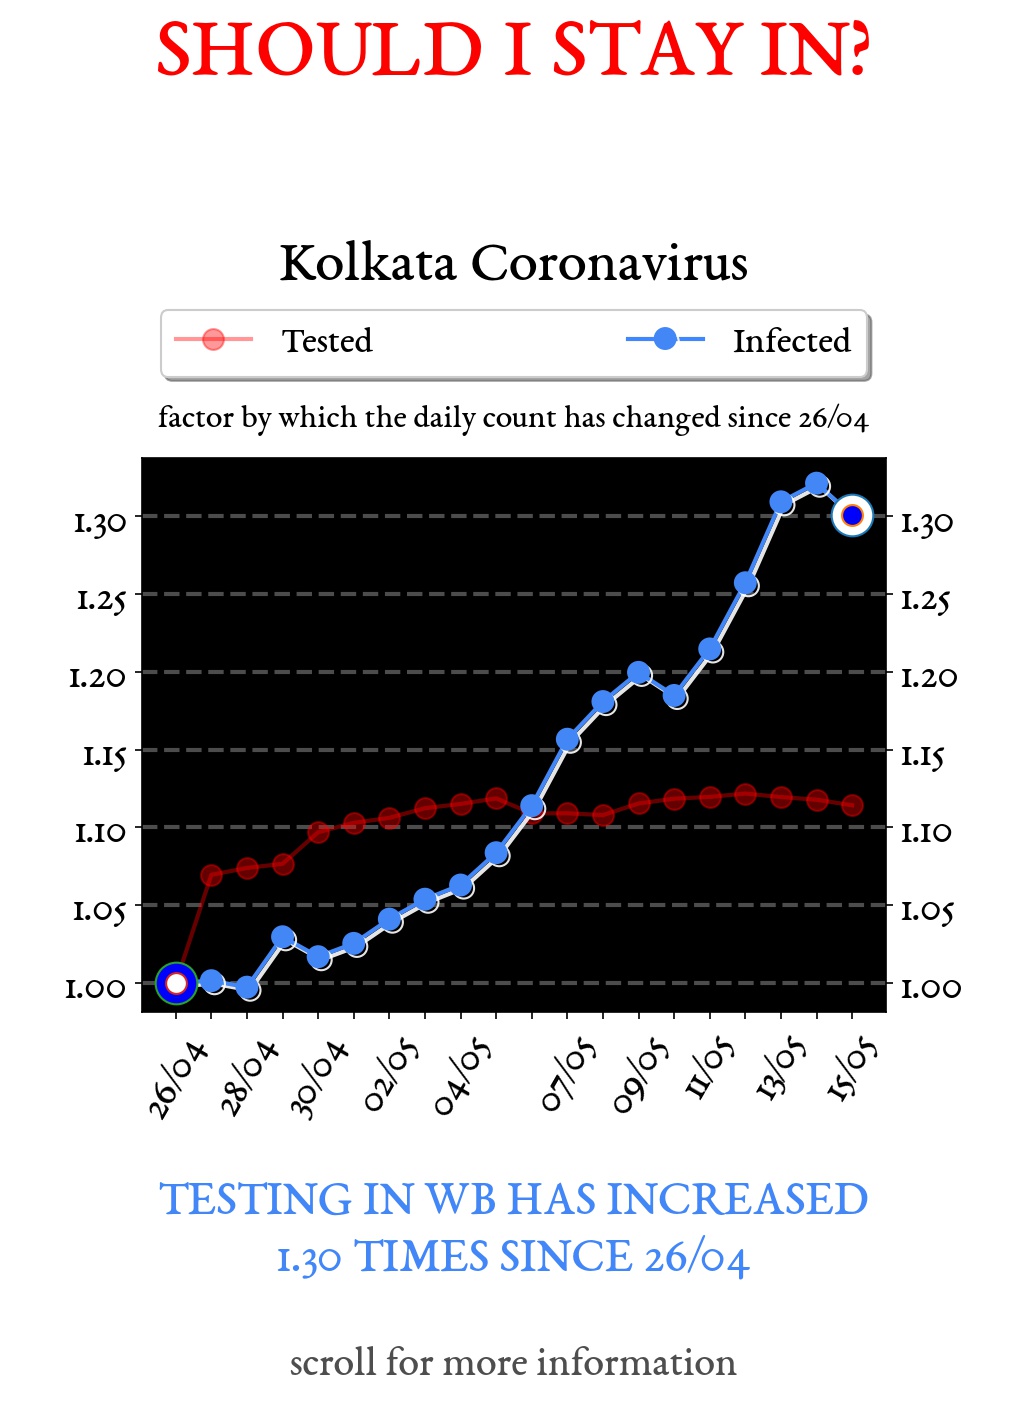 SHOULD I STAY IN?
Kolkata Coronavirus
Tested Infected
factor by which the daily count has changed since 26/04
1.30 1.30
1.25 1.25
1.20 1.20
1.15 1.15
1.10 1.10
1.05 1.05
1.00 1.00
26/04 28/04 30/04 02/05 04/05 07/05 09/05 11/05 13/05 15/05
TESTING IN WB HAS INCREASED
1.30 TIMES SINCE 26/04
scroll for more information